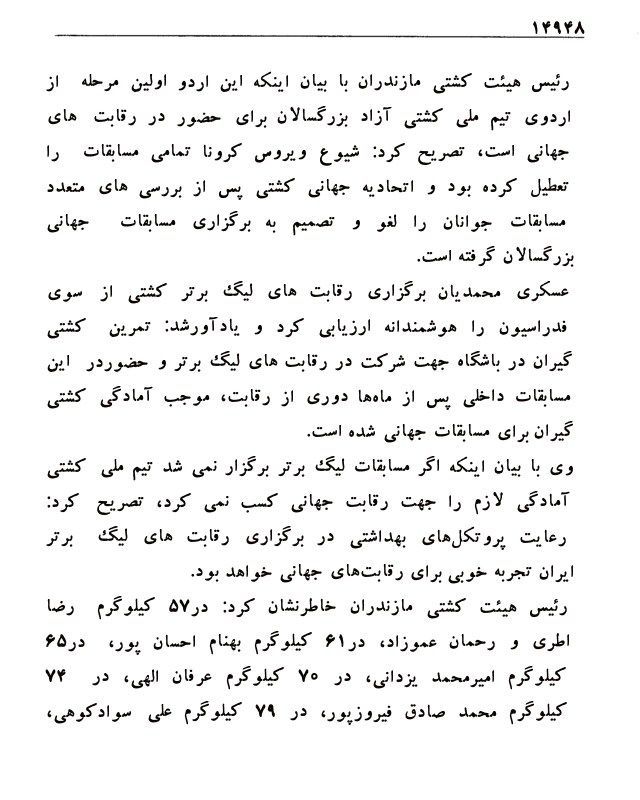 ۱۴۹۴۸
رئیس هیئت کشتی مازندران با بیان اینکه این اردو اولین مرحله از
اردوی تیم ملی کشتی آزاد بزرگسالان برای حضور در رقابت های
جهانی است، تصریح کرد: شیوع ویروس کرونا تمامی مسابقات را
تعطیل کرده بود و اتحادیه جهانی کشتی پس از بررسی های متعدد
مسابقات جوانان را لغو و تصمیم به برگزاری مسابقات جهانی
بزرگسالان گرفته است.
عسکری محمدیان برگزاری رقابت های لیگ برتر کشتی از سوی
فدراسیون را هوشمندانه ارزیابی کرد و یادآورشد: تمرین کشتی
گیران در باشگاه جهت شرکت در رقابت های لیگ برتر و حضوردر این
مسابقات داخلی پس از ماه‌ها دوری از رقابت، موجب آمادگی کشتی
گیران برای مسابقات جهانی شده است.
وی با بیان اینکه اگر مسابقات لیگ برتر برگزار نمی شد تیم ملی کشتی
آمادگی لازم را جهت رقابت جهانی کسب نمی کرد، تصریح کرد:
رعایت پروتکل‌های بهداشتی در برگزاری رقابت های لیگ برتر
ایران تجربه خوبی برای رقابت‌های جهانی خواهد بود.
رئیس هیئت کشتی مازندران خاطرنشان کرد: در۵۷ کیلوگرم رضا
اطری و رحمان عموزاد، در۶۱ کیلوگرم بهنام احسان پور، در۶۵
کیلوگرم امیرمحمد یزدانی، در ۷۰ کیلوگرم عرفان الهی، در ۷۴
کیلوگرم محمد صادق فیروزپور، در ۷۹ کیلوگرم علی سوادکوهی،